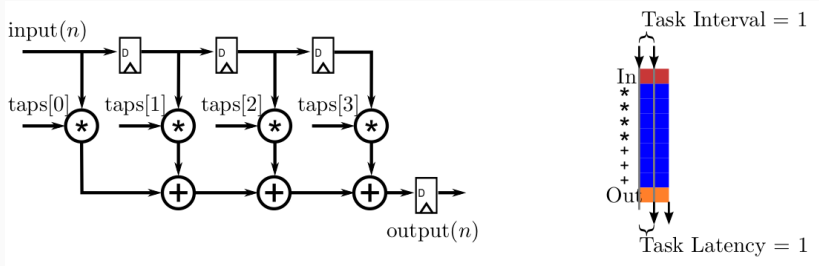 input(n)
D
D
D
taps[0]
taps[1]
taps[2]
taps[3]
*
*
*
*
+
+
+
D
output(n)
Task Interval = 1
In
*
*
*
*
+
+
+
Out
Task Latency = 1